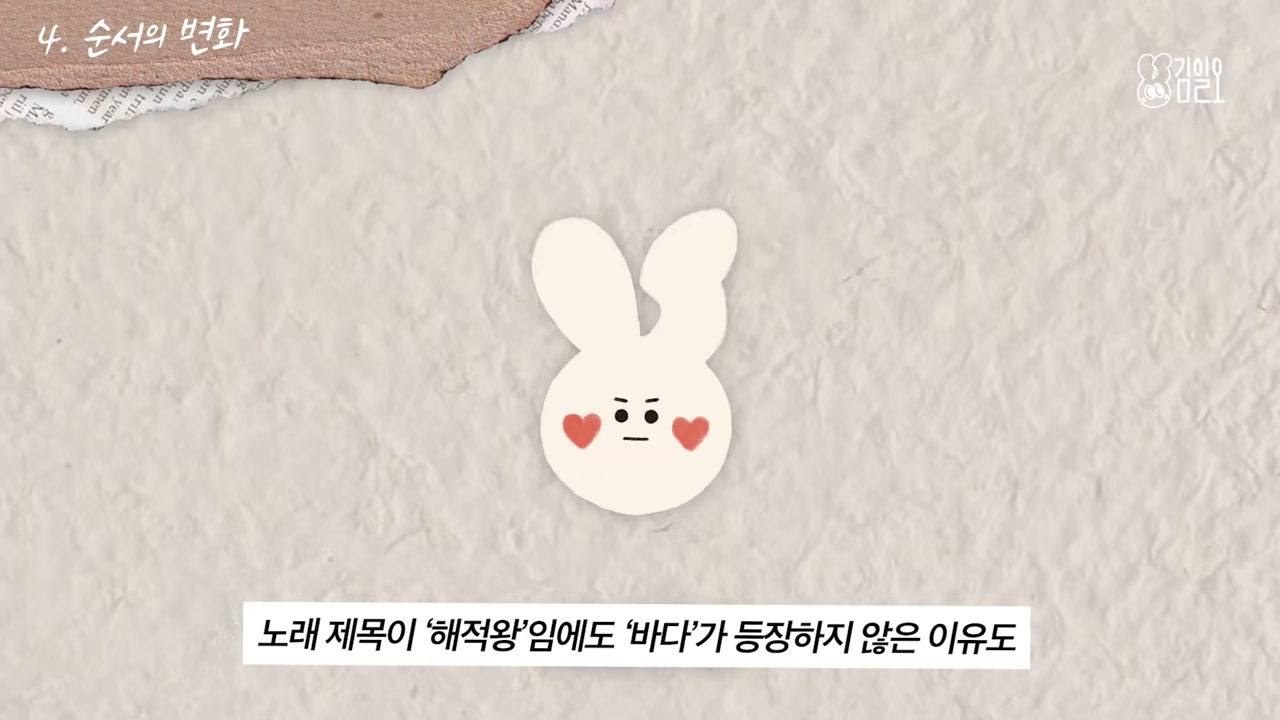 4. 순서의 변화
김일오
노래 제목이 ‘해적왕’임에도 ‘바다’가 등장하지 않은 이유도